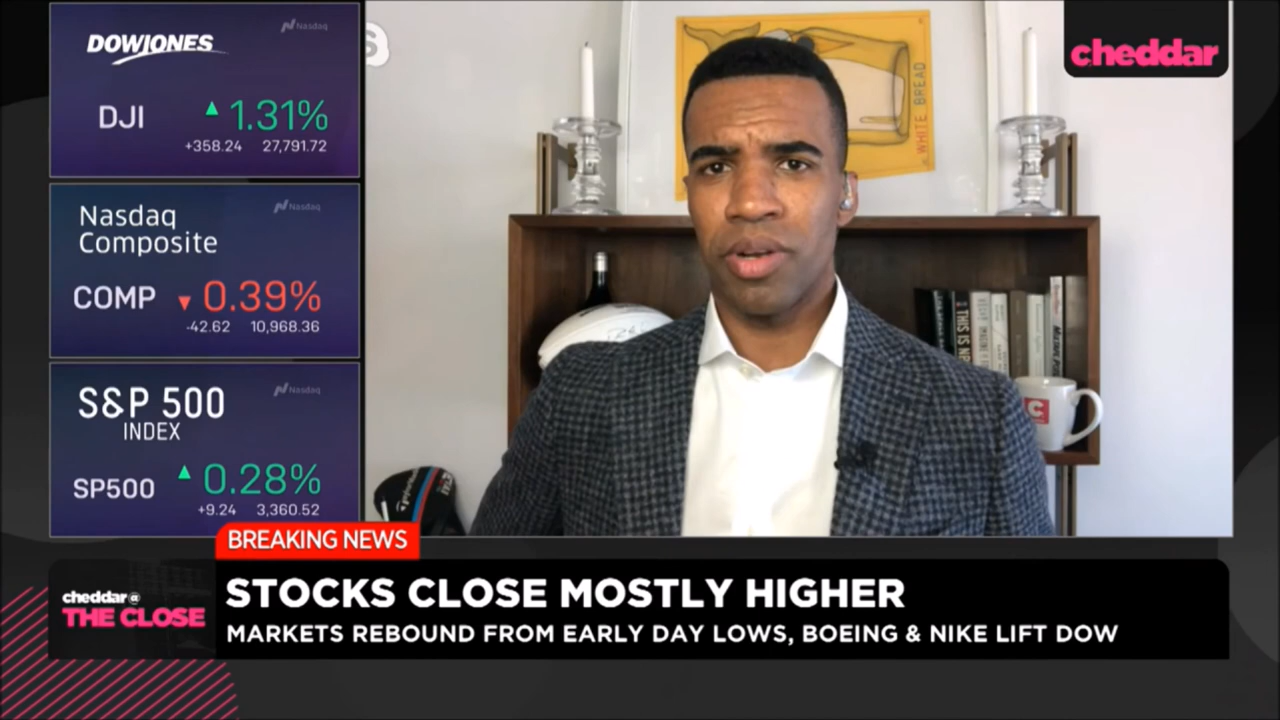 DOWJONES
Nasdaq
DJI
▲ 1.31%
+358.24 27,791.72
Nasdaq
Nasdaq
Composite
COMP
▼ 0.39%
-42.62 10,968.36
Nasdaq
S&P 500
INDEX
SP500
▲ 0.28%
+9.24 3,360.52
S
cheddar
WHITE BREAD
THIS IS
C
BREAKING NEWS
cheddar@
THE CLOSE
STOCKS CLOSE MOSTLY HIGHER
MARKETS REBOUND FROM EARLY DAY LOWS, BOEING & NIKE LIFT DOW